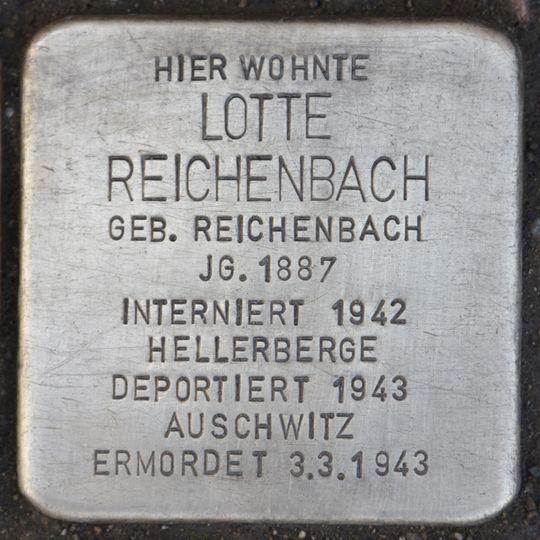 HIER WOHNTE
LOTTE
REICHENBACH
GEB. REICHENBACH
JG. 1887
INTERNIERT 1942
HELLERBERGE
DEPORTIERT 1943
AUSCHWITZ
ERMORDET 3.3.1943